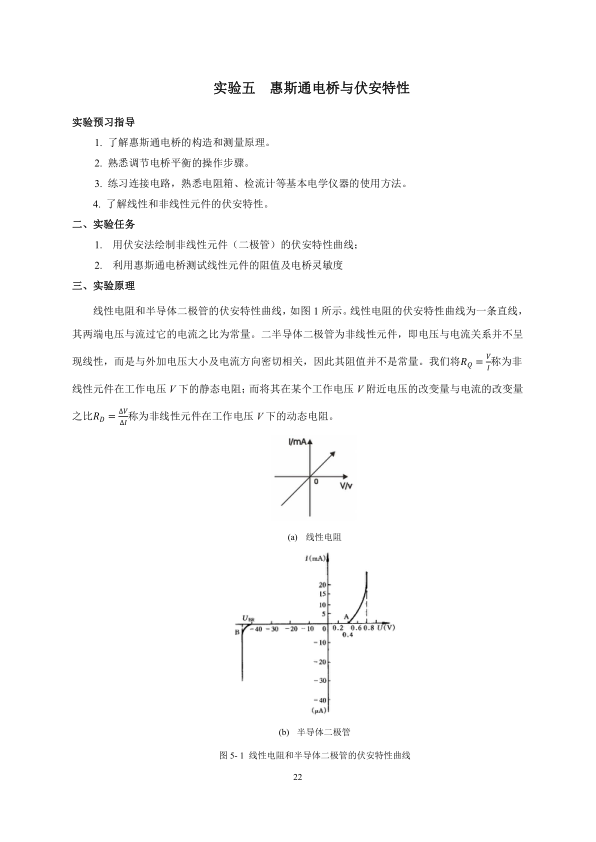 实验五　惠斯通电桥与伏安特性
实验预习指导
1. 了解惠斯通电桥的构造和测量原理。
2. 熟悉调节电桥平衡的操作步骤。
3. 练习连接电路，熟悉电阻箱、检流计等基本电学仪器的使用方法。
4. 了解线性和非线性元件的伏安特性。
二、实验任务
1. 用伏安法绘制非线性元件（二极管）的伏安特性曲线；
2. 利用惠斯通电桥测试线性元件的阻值及电桥灵敏度
三、实验原理
线性电阻和半导体二极管的伏安特性曲线，如图 1 所示。线性电阻的伏安特性曲线为一条直线，
其两端电压与流过它的电流之比为常量。二半导体二极管为非线性元件，即电压与电流关系并不呈
现线性，而是与外加电压大小及电流方向密切相关，因此其阻值并不是常量。我们将R_Q = V/I 称为非
线性元件在工作电压 V 下的静态电阻；而将其在某个工作电压 V 附近电压的改变量与电流的改变量
之比R_D = ΔV/ΔI 称为非线性元件在工作电压 V 下的动态电阻。
I/mA
0
V/v
(a) 线性电阻
I(mA)
20
15
10
5
U_BR
A
B
-40 -30 -20 -10 0 0.2 0.6 0.8 U(V)
0.4
-10
-20
-30
-40
(μA)
(b) 半导体二极管
图 5- 1 线性电阻和半导体二极管的伏安特性曲线
22